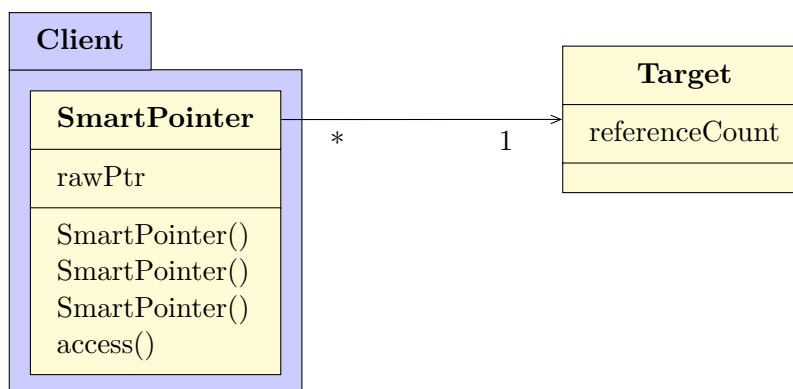 Client
SmartPointer
rawPtr
SmartPointer()
SmartPointer()
SmartPointer()
access()
*
1
Target
referenceCount